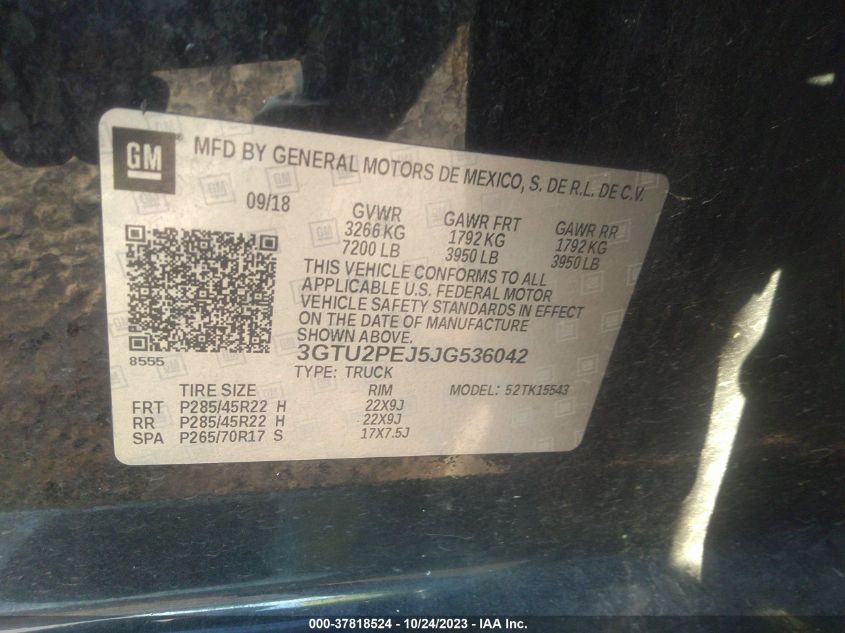 GM ® MFD BY GENERAL MOTORS DE MEXICO, S. DE R.L. DE C.V.
09/18
GVWR GAWR FRT GAWR RR
3266 KG 1792 KG 1792 KG
7200 LB 3950 LB 3950 LB
THIS VEHICLE CONFORMS TO ALL
APPLICABLE U.S. FEDERAL MOTOR
VEHICLE SAFETY STANDARDS IN EFFECT
ON THE DATE OF MANUFACTURE
SHOWN ABOVE.
8555
3GTU2PEJ5JG536042
TYPE: TRUCK
TIRE SIZE RIM MODEL: 52TK15543
FRT P285/45R22 H 22X9J
RR P285/45R22 H 22X9J
SPA P265/70R17 S 17X7.5J
000-37818524 - 10/24/2023 - IAA Inc.